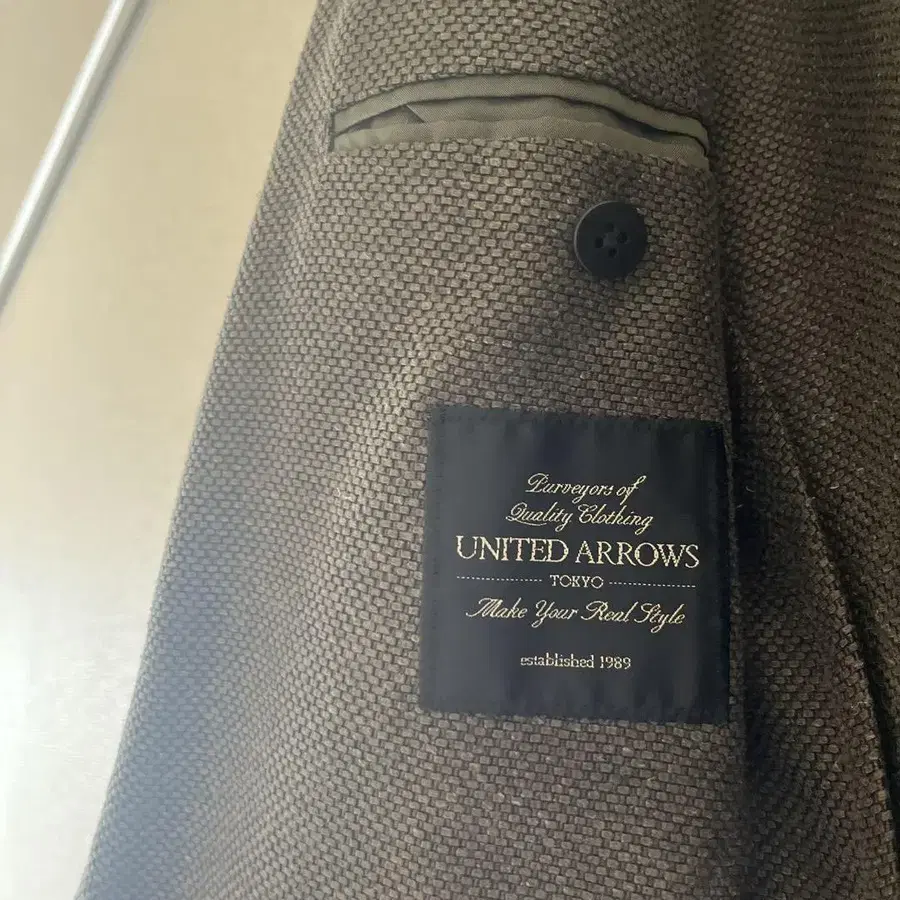 Purveyors of
Quality Clothing
UNITED ARROWS
TOKYO
Make Your Real Style
established 1989